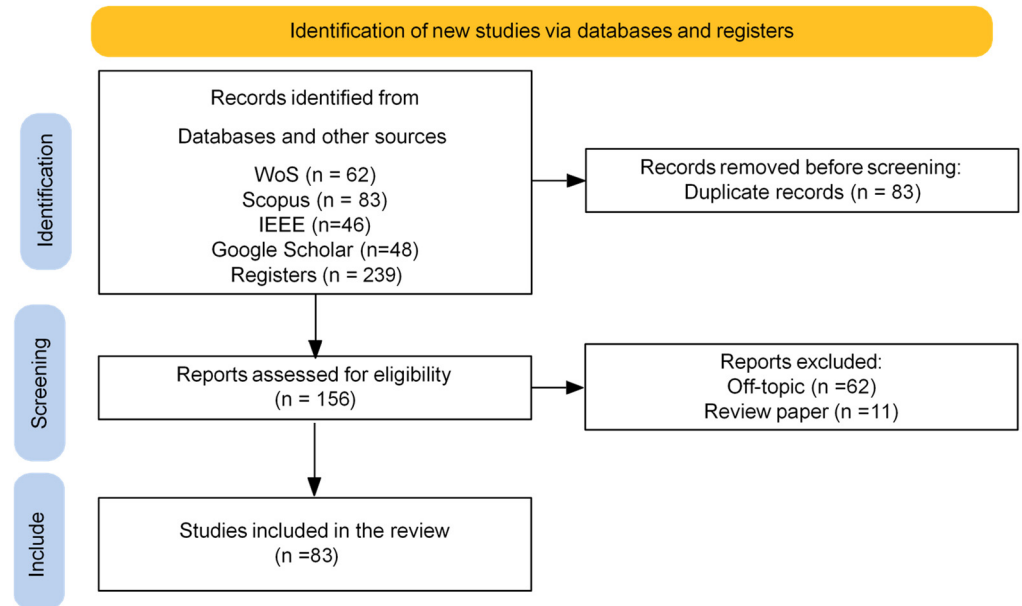 Identification of new studies via databases and registers
Identification
Records identified from
Databases and other sources
WoS (n = 62)
Scopus (n = 83)
IEEE (n=46)
Google Scholar (n=48)
Registers (n = 239)
Records removed before screening:
Duplicate records (n = 83)
Screening
Reports assessed for eligibility
(n = 156)
Reports excluded:
Off-topic (n =62)
Review paper (n =11)
Include
Studies included in the review
(n =83)